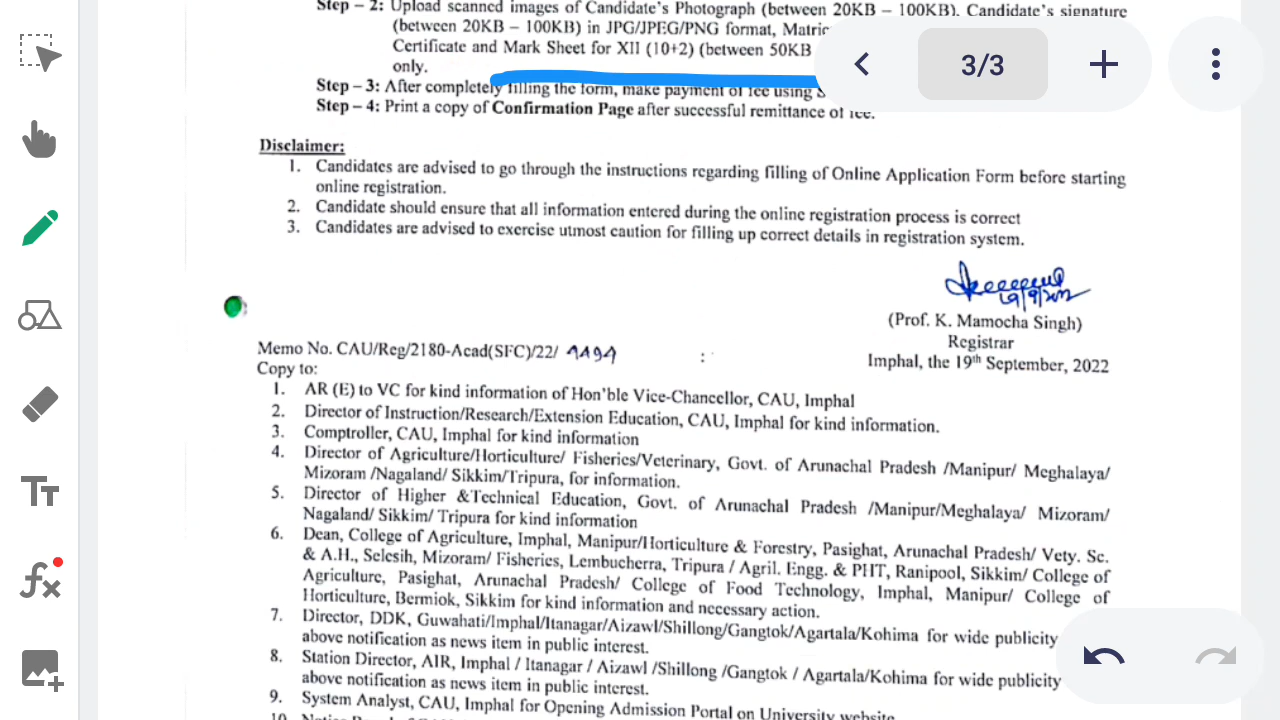 Step – 2: Upload scanned images of Candidate's Photograph (between 20KB – 100KB), Candidate's signature
(between 20KB – 100KB) in JPG/JPEG/PNG format, Matric
Certificate and Mark Sheet for XII (10+2) (between 50KB
only.
Step – 3: After completely filling the form, make payment of fee using
Step – 4: Print a copy of Confirmation Page after successful remittance of fee.
3/3
Disclaimer:
1. Candidates are advised to go through the instructions regarding filling of Online Application Form before starting
online registration.
2. Candidate should ensure that all information entered during the online registration process is correct
3. Candidates are advised to exercise utmost caution for filling up correct details in registration system.
(Prof. K. Mamocha Singh)
Registrar
Imphal, the 19th September, 2022
Memo No. CAU/Reg/2180-Acad(SFC)/22/
Copy to:
1. AR (E) to VC for kind information of Hon'ble Vice-Chancellor, CAU, Imphal
2. Director of Instruction/Research/Extension Education, CAU, Imphal for kind information.
3. Comptroller, CAU, Imphal for kind information
4. Director of Agriculture/Horticulture/ Fisheries/Veterinary, Govt. of Arunachal Pradesh /Manipur/ Meghalaya/
Mizoram /Nagaland/ Sikkim/Tripura, for information.
5. Director of Higher &Technical Education, Govt. of Arunachal Pradesh /Manipur/Meghalaya/ Mizoram/
Nagaland/ Sikkim/ Tripura for kind information
6. Dean, College of Agriculture, Imphal, Manipur/Horticulture & Forestry, Pasighat, Arunachal Pradesh/ Vety. Sc.
& A.H., Selesih, Mizoram/ Fisheries, Lembucherra, Tripura / Agril. Engg. & PHT, Ranipool, Sikkim/ College of
Agriculture, Pasighat, Arunachal Pradesh/ College of Food Technology, Imphal, Manipur/ College of
Horticulture, Bermiok, Sikkim for kind information and necessary action.
7. Director, DDK, Guwahati/Imphal/Itanagar/Aizawl/Shillong/Gangtok/Agartala/Kohima for wide publicity
above notification as news item in public interest.
8. Station Director, AIR, Imphal / Itanagar / Aizawl /Shillong /Gangtok / Agartala/Kohima for wide publicity
above notification as news item in public interest.
9. System Analyst, CAU, Imphal for Opening Admission Portal on University website
Tт
fx